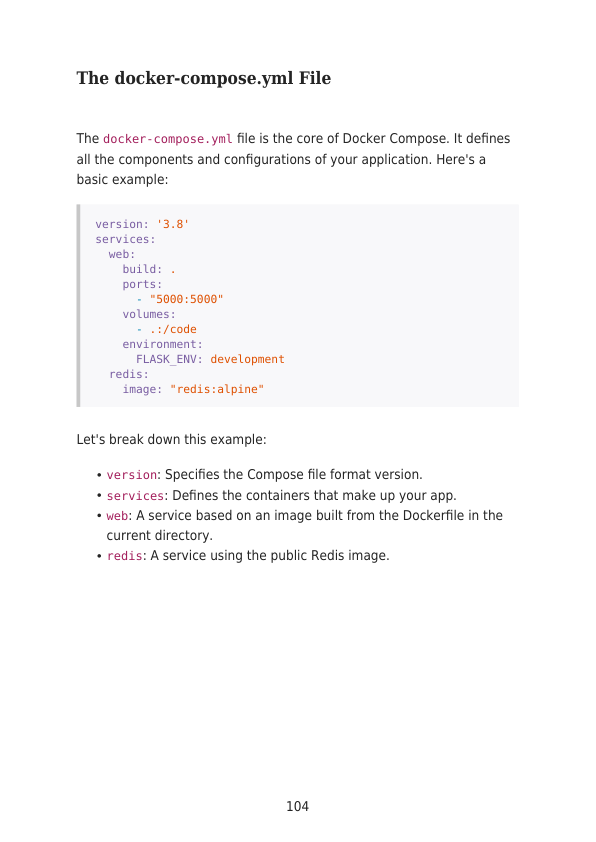 The docker-compose.yml File
The docker-compose.yml file is the core of Docker Compose. It defines
all the components and configurations of your application. Here's a
basic example:
version: '3.8'
services:
  web:
    build: .
    ports:
      - "5000:5000"
    volumes:
      - .:/code
    environment:
      FLASK_ENV: development
  redis:
    image: "redis:alpine"
Let's break down this example:
• version: Specifies the Compose file format version.
• services: Defines the containers that make up your app.
• web: A service based on an image built from the Dockerfile in the
current directory.
• redis: A service using the public Redis image.
104